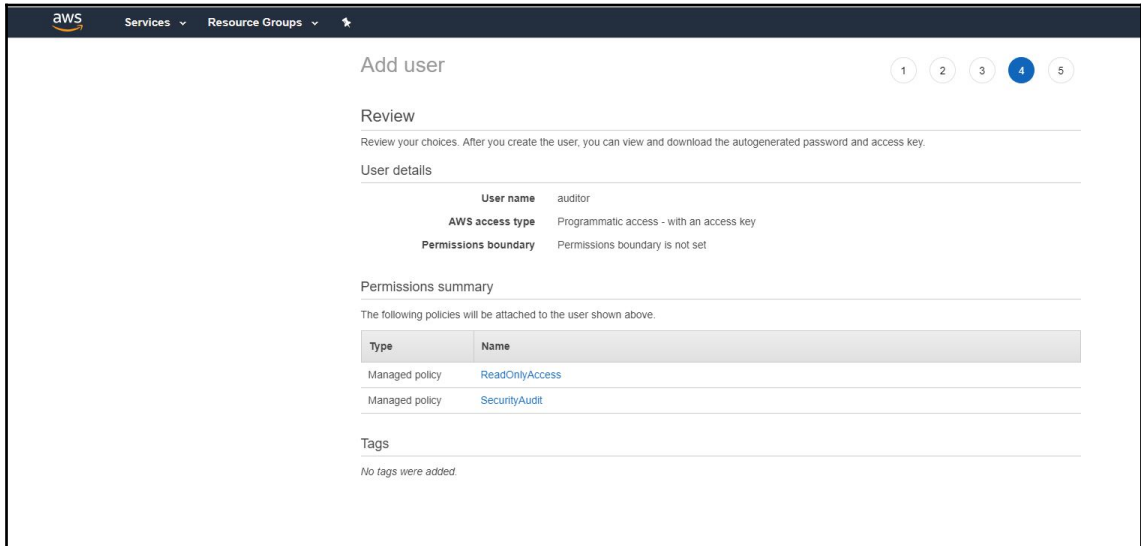 aws Services Resource Groups
Add user 1 2 3 4 5
Review
Review your choices. After you create the user, you can view and download the autogenerated password and access key.
User details
User name auditor
AWS access type Programmatic access - with an access key
Permissions boundary Permissions boundary is not set
Permissions summary
The following policies will be attached to the user shown above.
Type Name
Managed policy ReadOnlyAccess
Managed policy SecurityAudit
Tags
No tags were added.